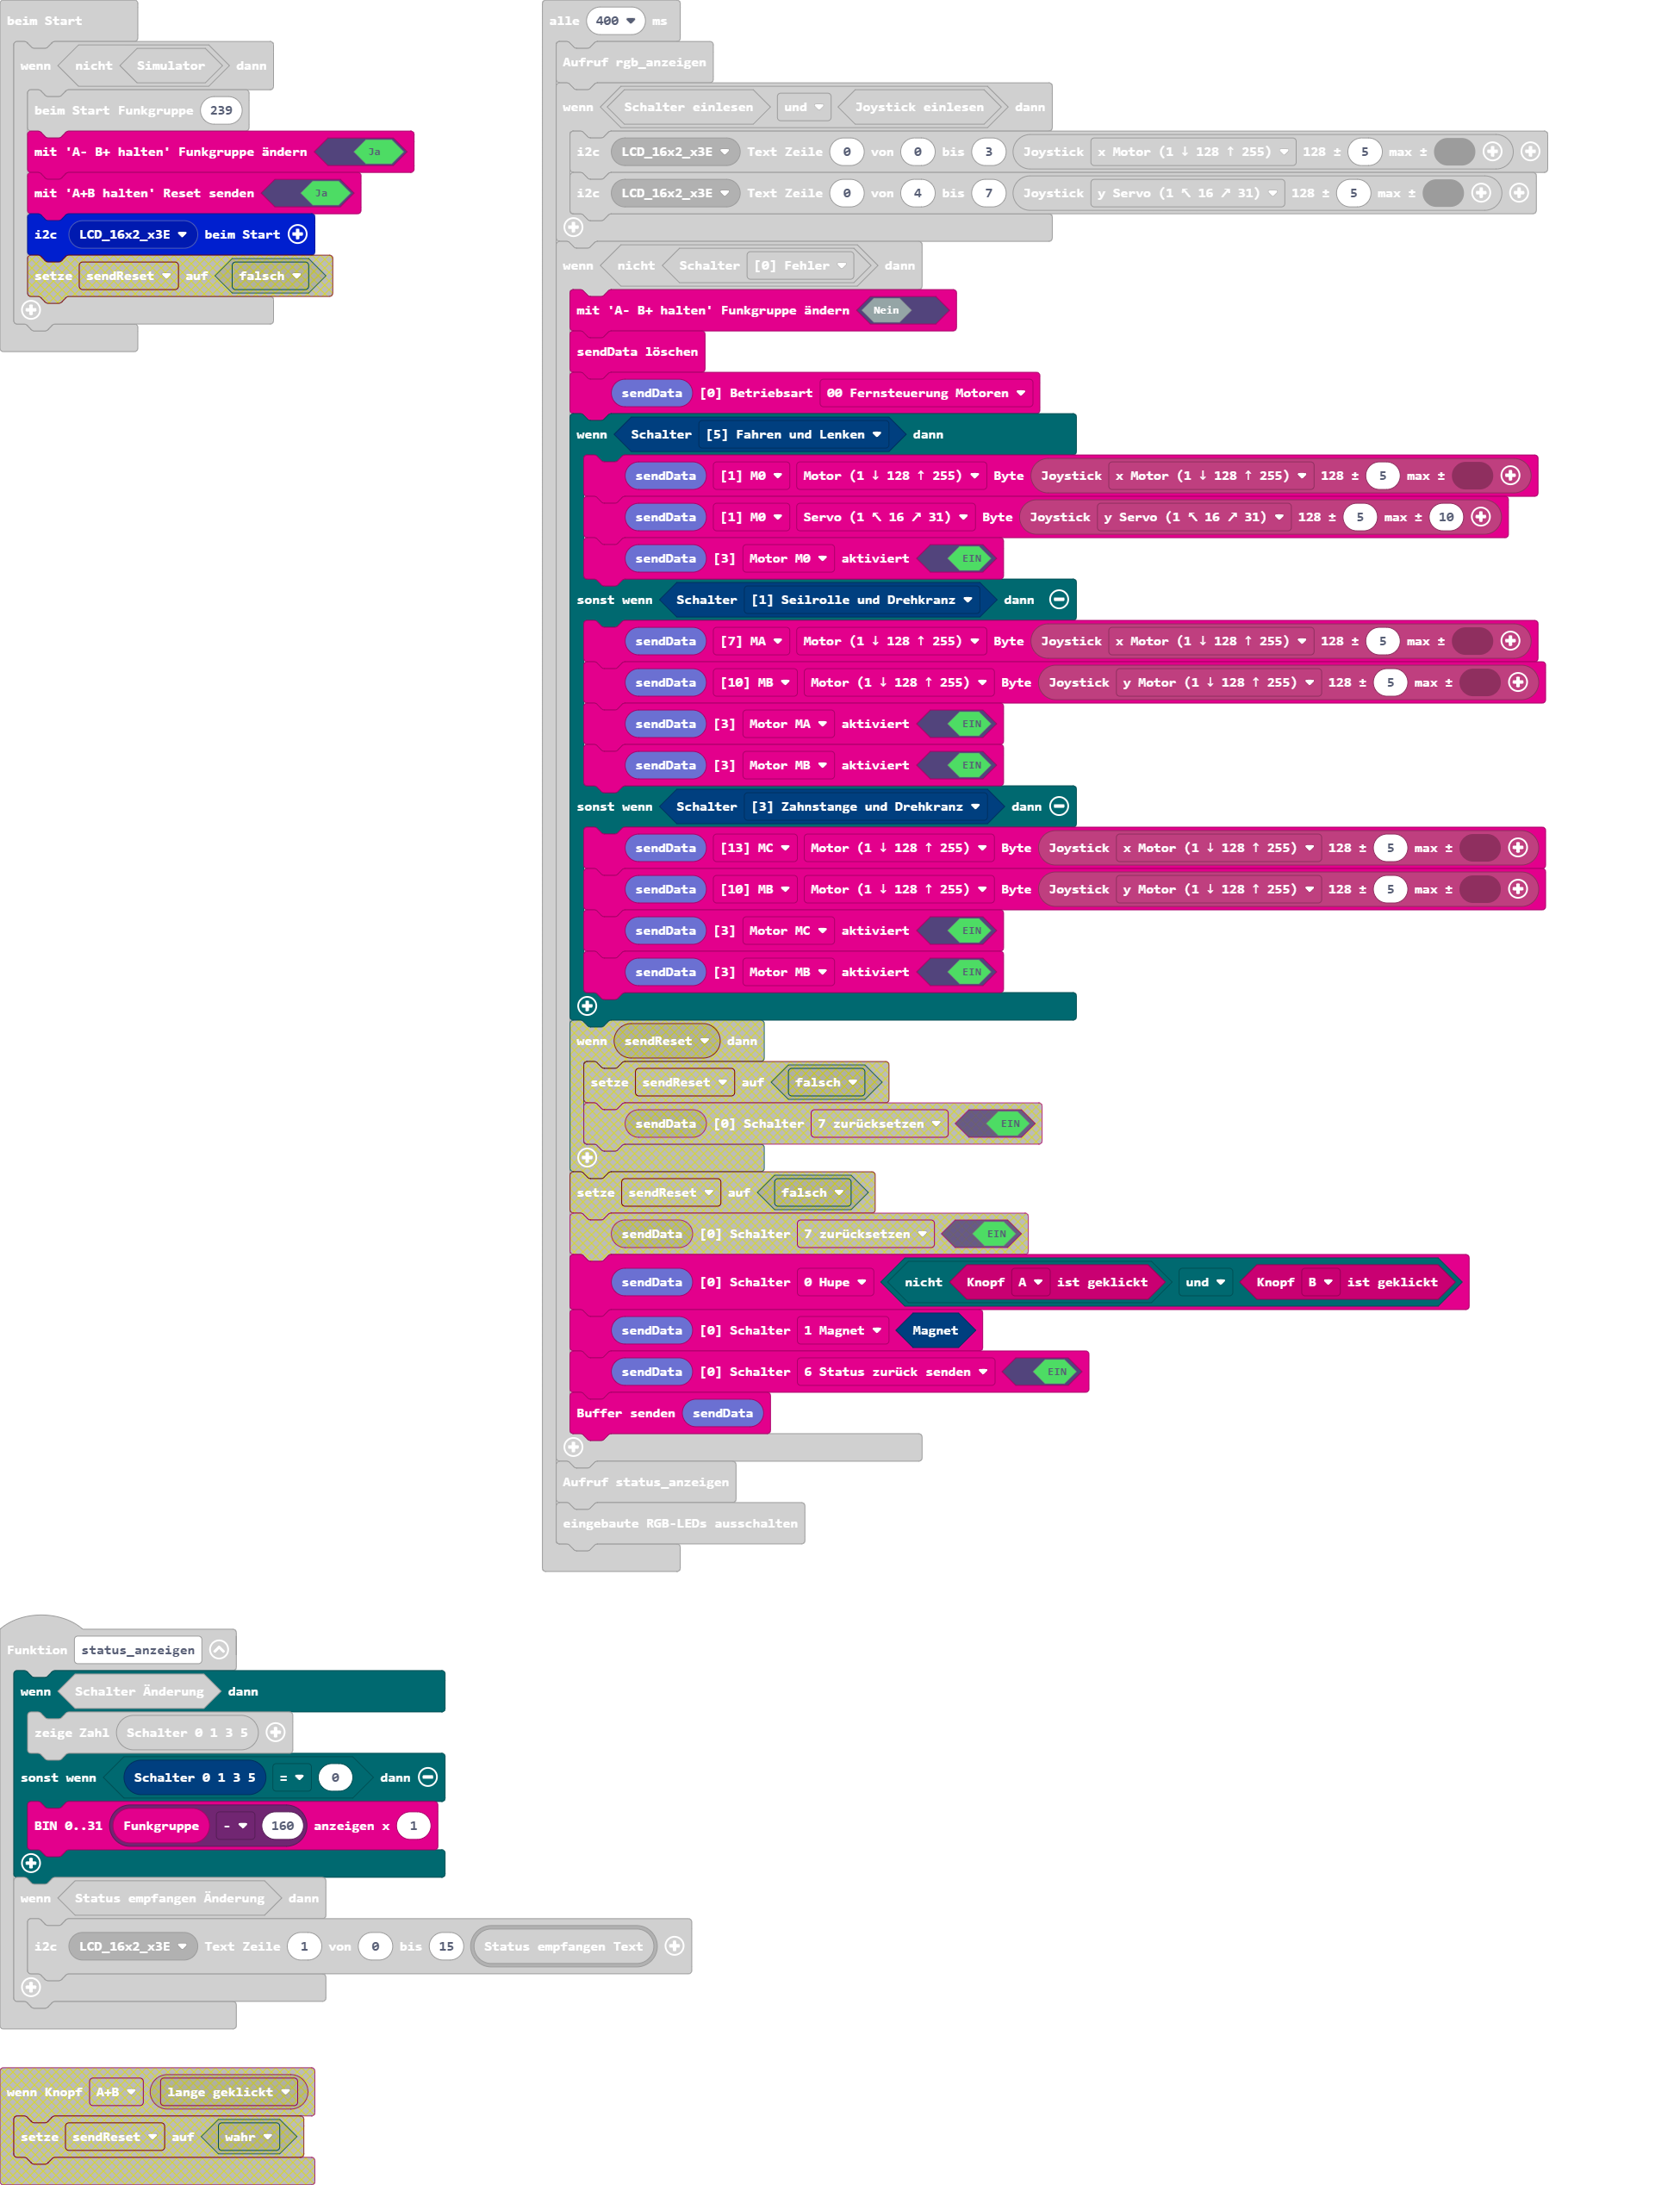 beim Start
wenn nicht Simulator dann
beim Start Funkgruppe 239
mit 'A- B+ halten' Funkgruppe ändern Ja
mit 'A+B halten' Reset senden Ja
i2c LCD_16x2_x3E beim Start
setze sendReset auf falsch
alle 400 ms
Aufruf rgb_anzeigen
wenn Schalter einlesen und Joystick einlesen dann
i2c LCD_16x2_x3E Text Zeile 0 von 0 bis 3 Joystick x Motor (1 ↓ 128 ↑ 255) 128 ± 5 max ±
i2c LCD_16x2_x3E Text Zeile 0 von 4 bis 7 Joystick y Servo (1 ↖ 16 ↗ 31) 128 ± 5 max ±
wenn nicht Schalter [0] Fehler dann
mit 'A- B+ halten' Funkgruppe ändern Nein
sendData löschen
sendData [0] Betriebsart 00 Fernsteuerung Motoren
wenn Schalter [5] Fahren und Lenken dann
sendData [1] M0 Motor (1 ↓ 128 ↑ 255) Byte Joystick x Motor (1 ↓ 128 ↑ 255) 128 ± 5 max ±
sendData [1] M0 Servo (1 ↖ 16 ↗ 31) Byte Joystick y Servo (1 ↖ 16 ↗ 31) 128 ± 5 max ± 10
sendData [3] Motor M0 aktiviert EIN
sonst wenn Schalter [1] Seilrolle und Drehkranz dann
sendData [7] MA Motor (1 ↓ 128 ↑ 255) Byte Joystick x Motor (1 ↓ 128 ↑ 255) 128 ± 5 max ±
sendData [10] MB Motor (1 ↓ 128 ↑ 255) Byte Joystick y Motor (1 ↓ 128 ↑ 255) 128 ± 5 max ±
sendData [3] Motor MA aktiviert EIN
sendData [3] Motor MB aktiviert EIN
sonst wenn Schalter [3] Zahnstange und Drehkranz dann
sendData [13] MC Motor (1 ↓ 128 ↑ 255) Byte Joystick x Motor (1 ↓ 128 ↑ 255) 128 ± 5 max ±
sendData [10] MB Motor (1 ↓ 128 ↑ 255) Byte Joystick y Motor (1 ↓ 128 ↑ 255) 128 ± 5 max ±
sendData [3] Motor MC aktiviert EIN
sendData [3] Motor MB aktiviert EIN
wenn sendReset dann
setze sendReset auf falsch
sendData [0] Schalter 7 zurücksetzen EIN
setze sendReset auf falsch
sendData [0] Schalter 7 zurücksetzen EIN
sendData [0] Schalter 0 Hupe nicht Knopf A ist geklickt und Knopf B ist geklickt
sendData [0] Schalter 1 Magnet Magnet
sendData [0] Schalter 6 Status zurück senden EIN
Buffer senden sendData
Aufruf status_anzeigen
eingebaute RGB-LEDs ausschalten
Funktion status_anzeigen
wenn Schalter Änderung dann
zeige Zahl Schalter 0 1 3 5
sonst wenn Schalter 0 1 3 5 = 0 dann
BIN 0..31 Funkgruppe - 160 anzeigen x 1
wenn Status empfangen Änderung dann
i2c LCD_16x2_x3E Text Zeile 1 von 0 bis 15 Status empfangen Text
wenn Knopf A+B lange geklickt
setze sendReset auf wahr